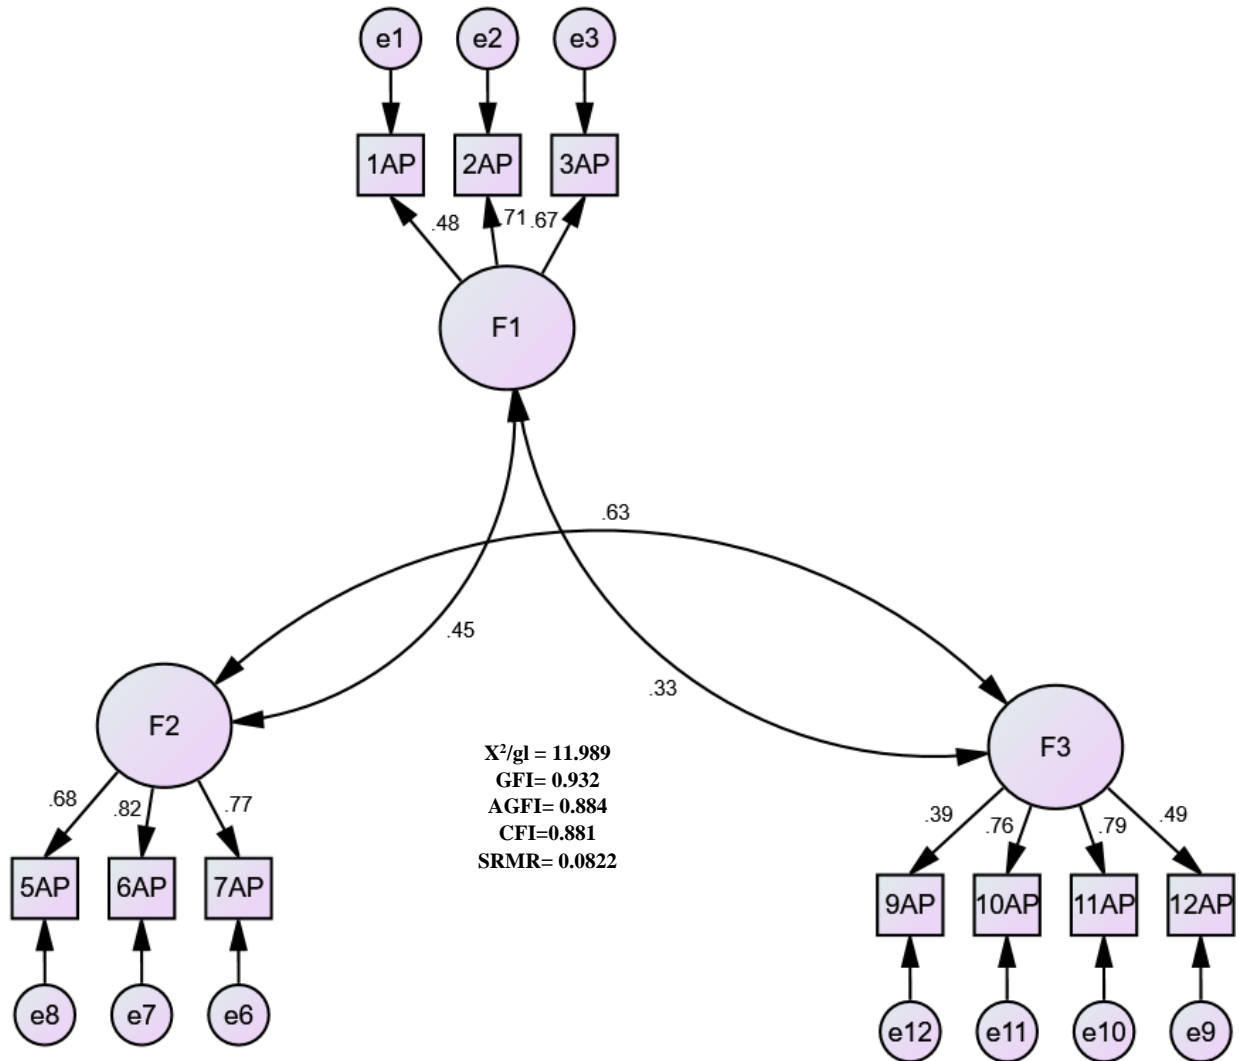 e1 e2 e3
1AP 2AP 3AP
.48 .71 .67
F1
.63
.45
.33
F2
F3
X²/gl = 11.989
GFI= 0.932
AGFI= 0.884
CFI=0.881
SRMR= 0.0822
.68 .82 .77
.39 .76 .79 .49
5AP 6AP 7AP
9AP 10AP 11AP 12AP
e8 e7 e6
e12 e11 e10 e9